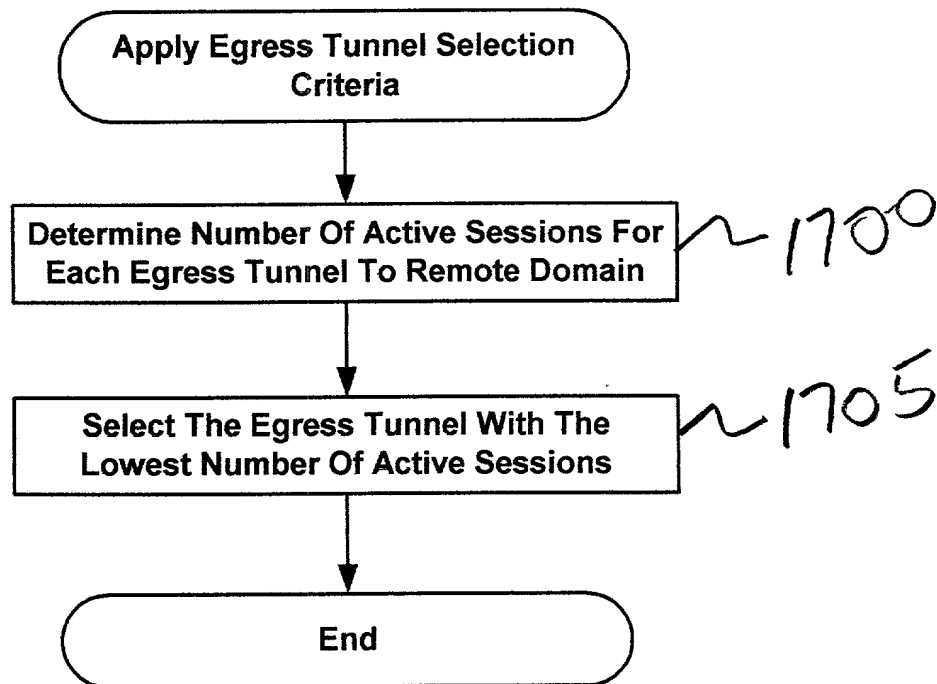 Apply Egress Tunnel Selection
Criteria
Determine Number Of Active Sessions For
Each Egress Tunnel To Remote Domain
1700
Select The Egress Tunnel With The
Lowest Number Of Active Sessions
1705
End